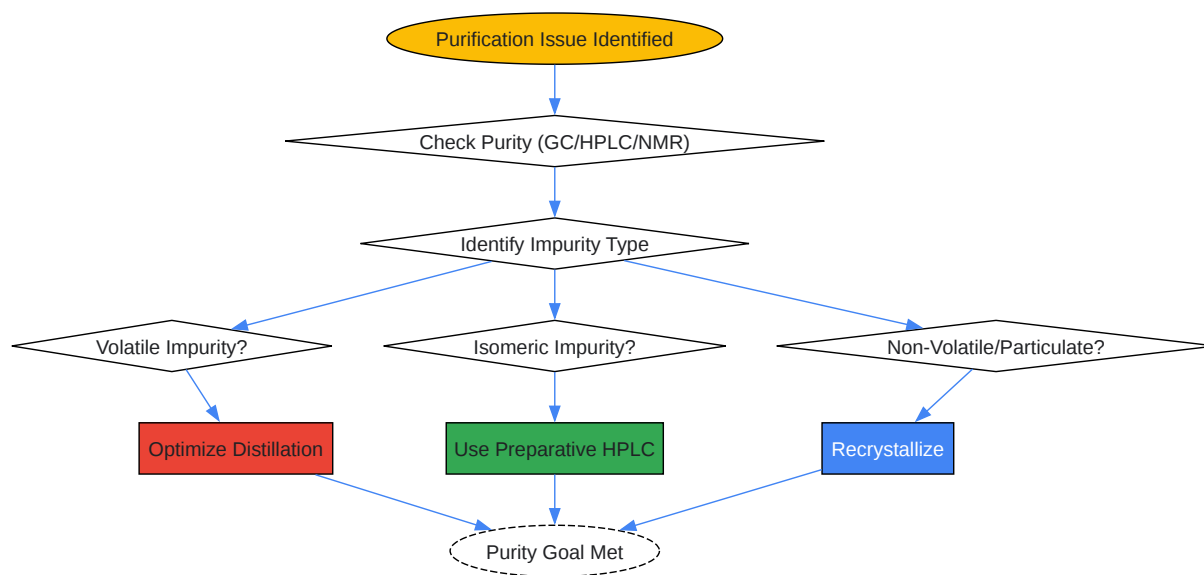 Purification Issue Identified
Check Purity (GC/HPLC/NMR)
Identify Impurity Type
Volatile Impurity?
Isomeric Impurity?
Non-Volatile/Particulate?
Optimize Distillation
Use Preparative HPLC
Recrystallize
Purity Goal Met